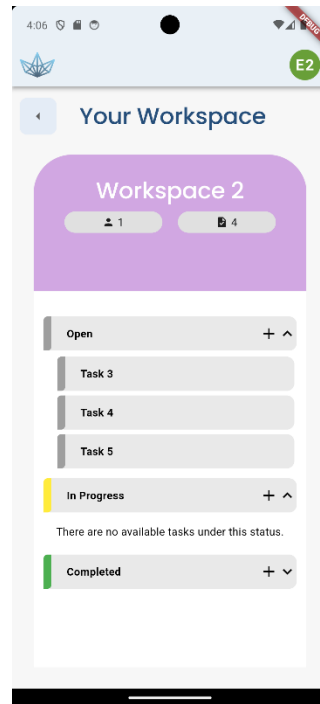 4:06
DEBUG
E2
Your Workspace
Workspace 2
1
4
Open
Task 3
Task 4
Task 5
In Progress
There are no available tasks under this status.
Completed